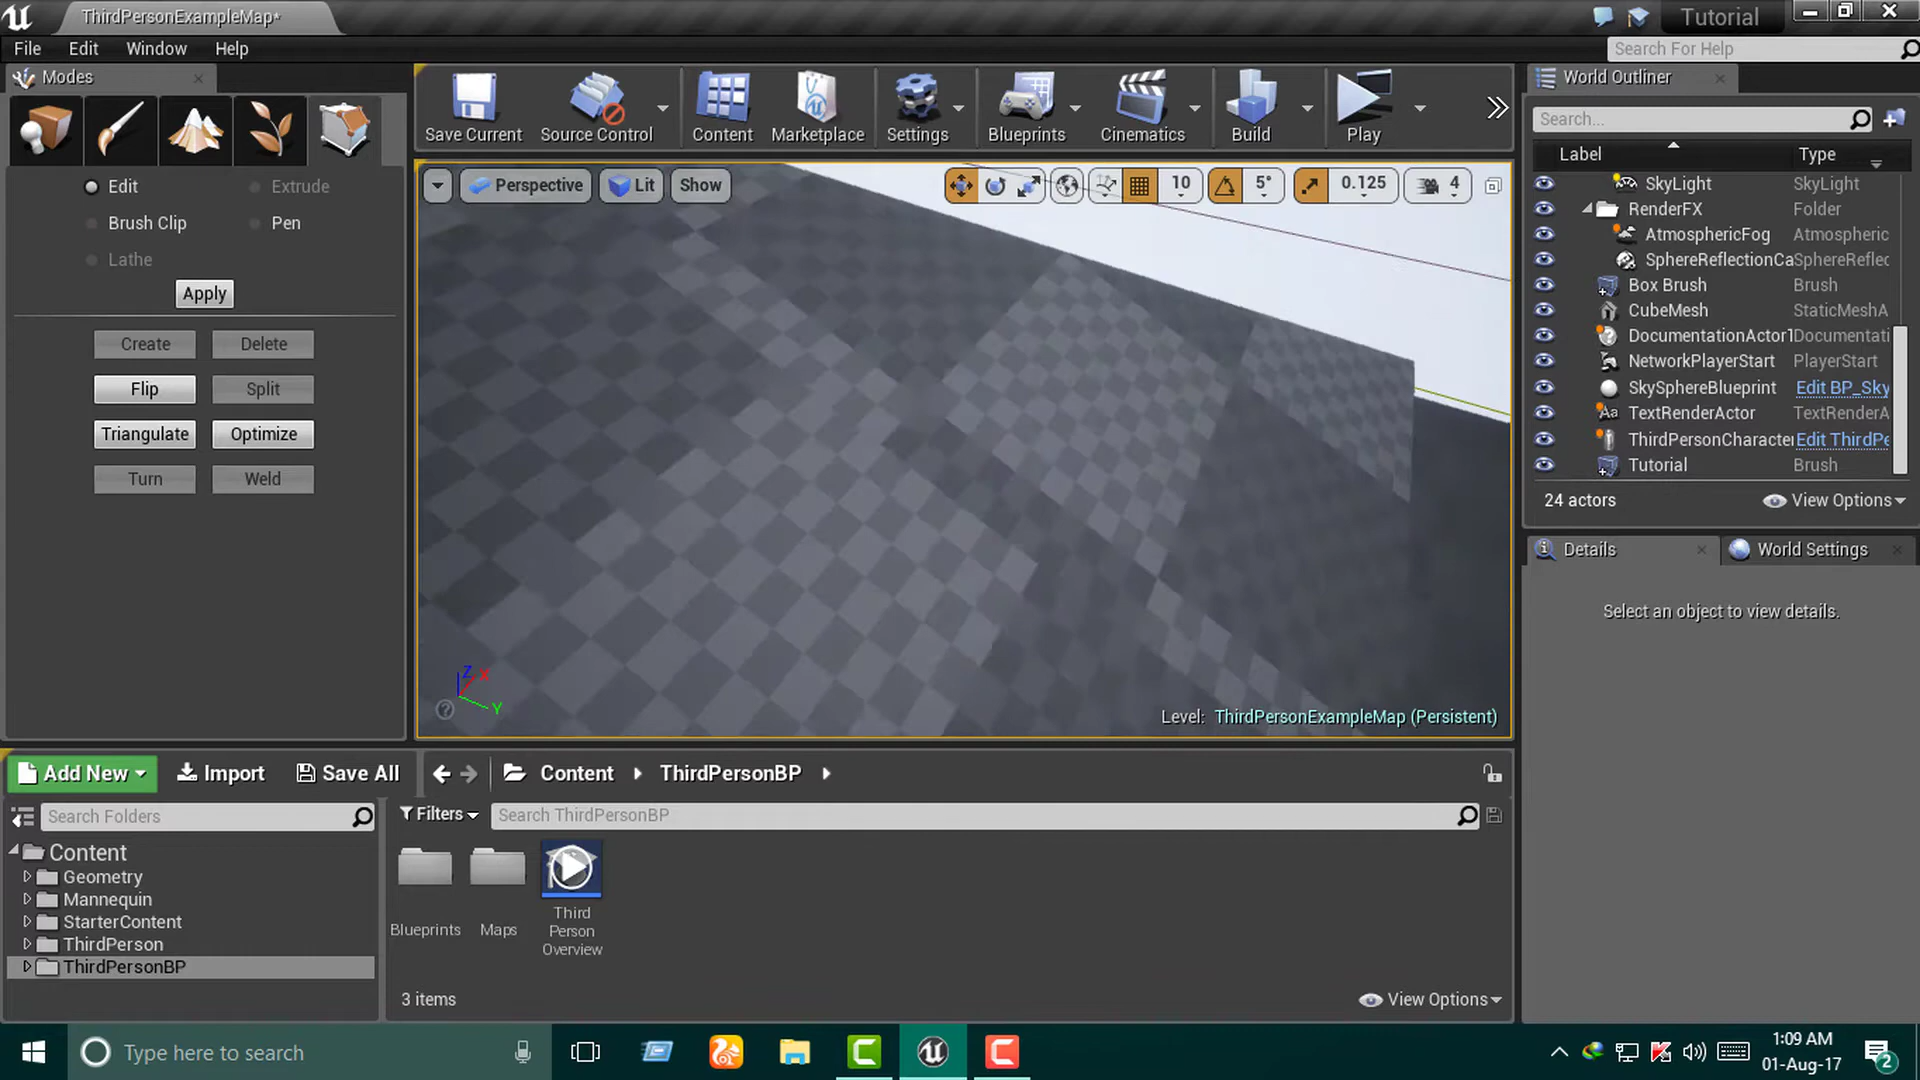 ThirdPersonExampleMap*
Tutorial
File Edit Window Help
Search For Help
Modes
Save Current
Source Control
Content
Marketplace
Settings
Blueprints
Cinematics
Build
Play
World Outliner
Search...
Label Type
Edit Extrude
Brush Clip Pen
Lathe
Apply
Create Delete
Flip Split
Triangulate Optimize
Turn Weld
Perspective Lit Show
10 5° 0.125 4
SkyLight SkyLight
RenderFX Folder
AtmosphericFog Atmospheric
SphereReflectionCa SphereReflec
Box Brush Brush
CubeMesh StaticMeshA
DocumentationActor1 Documentati
NetworkPlayerStart PlayerStart
SkySphereBlueprint Edit BP_Sky
TextRenderActor TextRenderA
ThirdPersonCharacter Edit ThirdPe
Tutorial Brush
24 actors View Options
Details World Settings
Select an object to view details.
Z X Y
Level: ThirdPersonExampleMap (Persistent)
Add New Import Save All Content ThirdPersonBP
Search Folders
Filters Search ThirdPersonBP
Content
Geometry
Mannequin
StarterContent
ThirdPerson
ThirdPersonBP
Blueprints
Maps
Third
Person
Overview
3 items View Options
Type here to search
1:09 AM
01-Aug-17
2